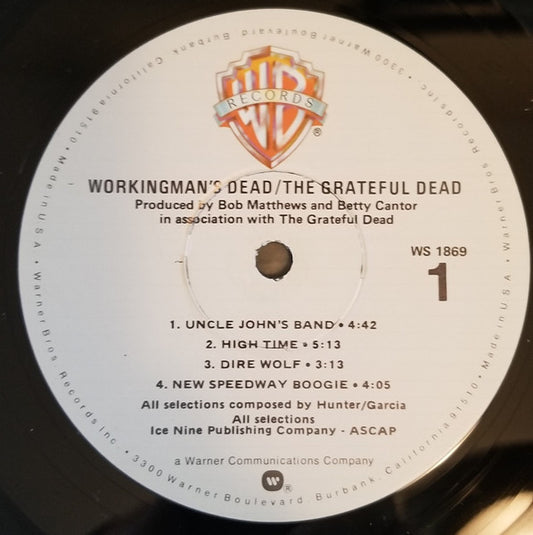 WB
RECORDS
®
WORKINGMAN'S DEAD/THE GRATEFUL DEAD
Produced by Bob Matthews and Betty Cantor
in association with The Grateful Dead
WS 1869
1
1. UNCLE JOHN'S BAND • 4:42
2. HIGH TIME • 5:13
3. DIRE WOLF • 3:13
4. NEW SPEEDWAY BOOGIE • 4:05
All selections composed by Hunter/Garcia
All selections
Ice Nine Publishing Company - ASCAP
a Warner Communications Company
W ®
Warner Bros. Records Inc. • 3300 Warner Boulevard, Burbank, California 91510 • Made in U.S.A. •
Warner Bros. Records Inc. • 3300 Warner Boulevard, Burbank, California 91510 • Made in U.S.A. •